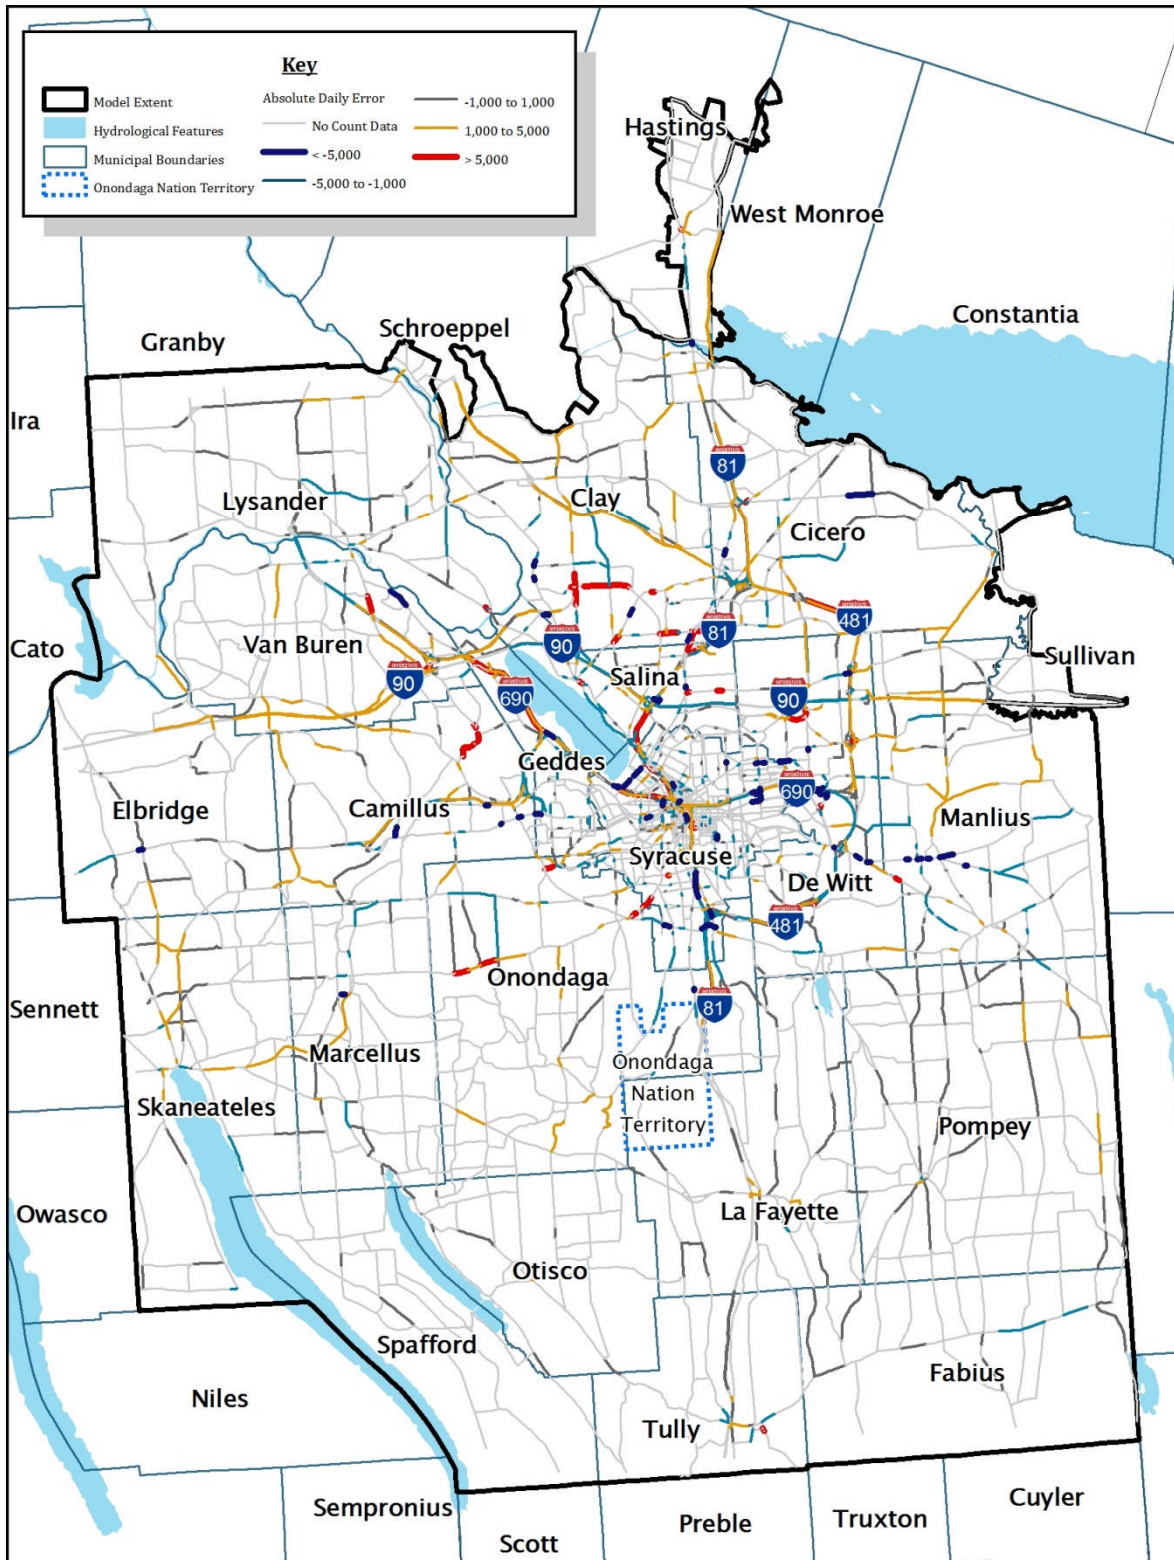 Key
Model Extent
Hydrological Features
Municipal Boundaries
Onondaga Nation Territory
Absolute Daily Error
No Count Data
< -5,000
-5,000 to -1,000
-1,000 to 1,000
1,000 to 5,000
> 5,000
Hastings
West Monroe
Constantia
Schroeppel
Granby
Ira
81
Clay
Lysander
Cicero
481
81
90
Van Buren
Cato
Sullivan
Salina
90
690
90
Geddes
690
Elbridge
Camillus
Manlius
Syracuse
De Witt
481
Onondaga
81
Sennett
Marcellus
Onondaga
Nation
Territory
Skaneateles
Pompey
Owasco
La Fayette
Otisco
Spafford
Fabius
Niles
Tully
Cuyler
Sempronius
Truxton
Preble
Scott